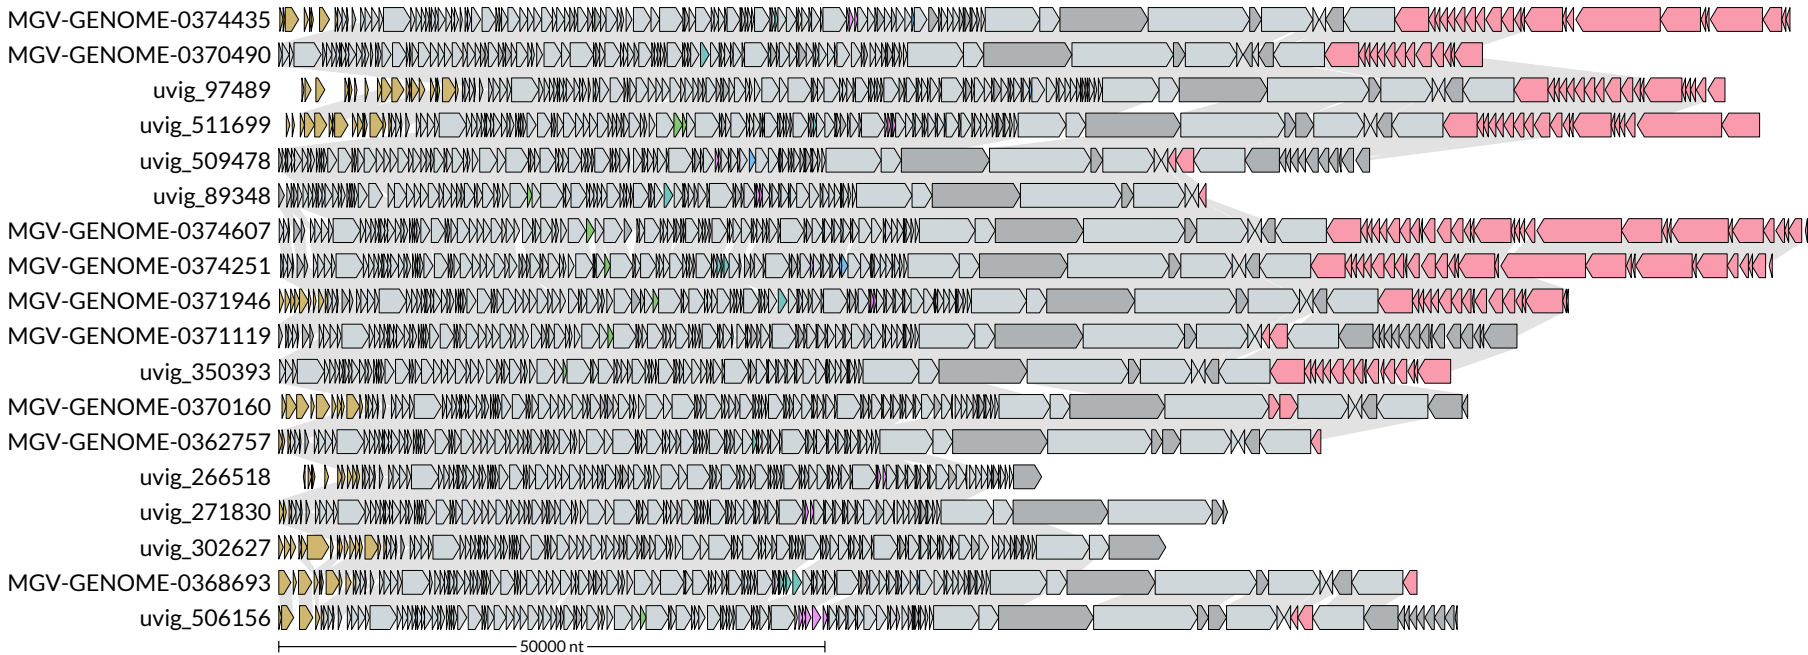 MGV-GENOME-0374435
MGV-GENOME-0370490
uvig_97489
uvig_511699
uvig_509478
uvig_89348
MGV-GENOME-0374607
MGV-GENOME-0374251
MGV-GENOME-0371946
MGV-GENOME-0371119
uvig_350393
MGV-GENOME-0370160
MGV-GENOME-0362757
uvig_266518
uvig_271830
uvig_302627
MGV-GENOME-0368693
uvig_506156
50000 nt